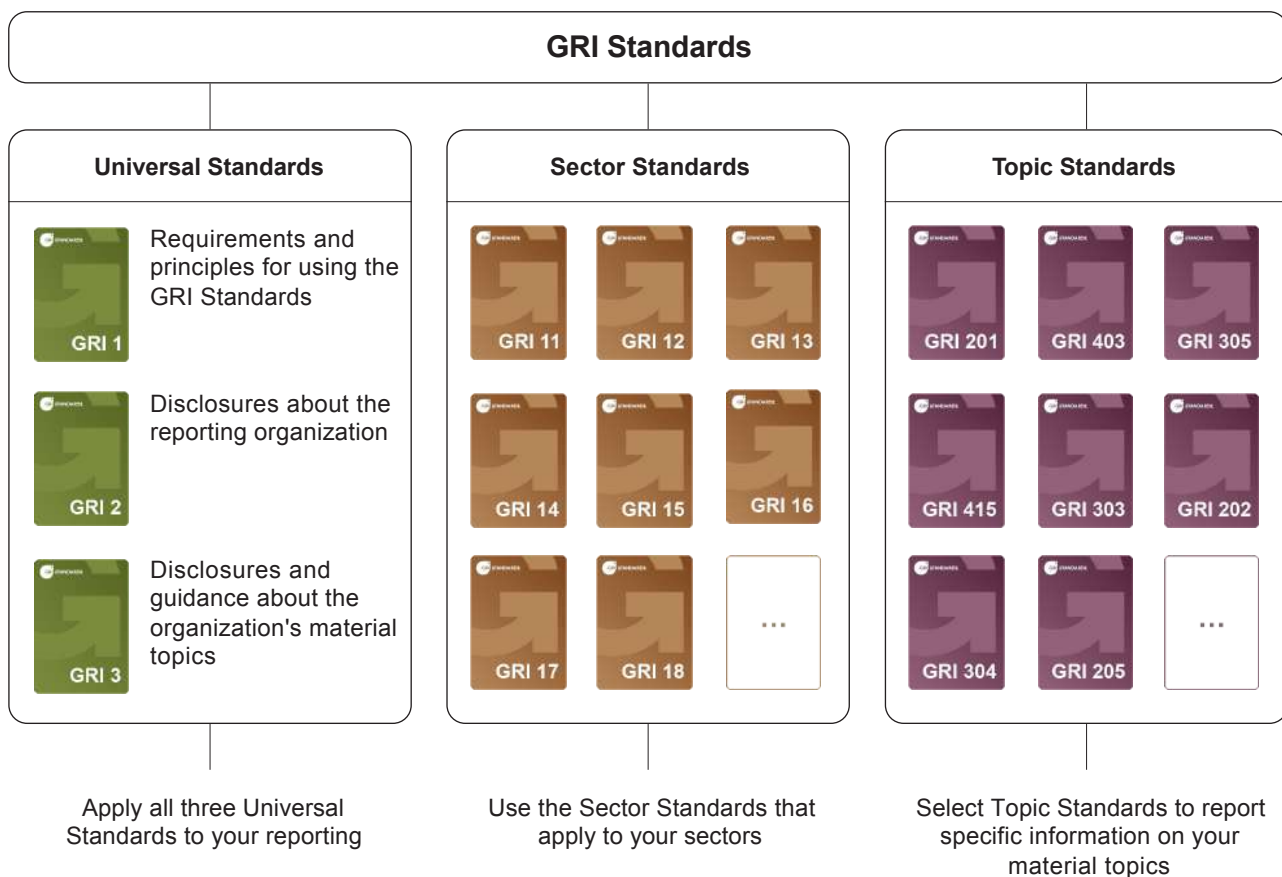 GRI Standards
Universal Standards
GRI 1
Requirements and
principles for using the
GRI Standards
GRI 2
Disclosures about the
reporting organization
GRI 3
Disclosures and
guidance about the
organization's material
topics
Apply all three Universal
Standards to your reporting
Sector Standards
GRI 11
GRI 12
GRI 13
GRI 14
GRI 15
GRI 16
GRI 17
GRI 18
...
Use the Sector Standards that
apply to your sectors
Topic Standards
GRI 201
GRI 403
GRI 305
GRI 415
GRI 303
GRI 202
GRI 304
GRI 205
...
Select Topic Standards to report
specific information on your
material topics